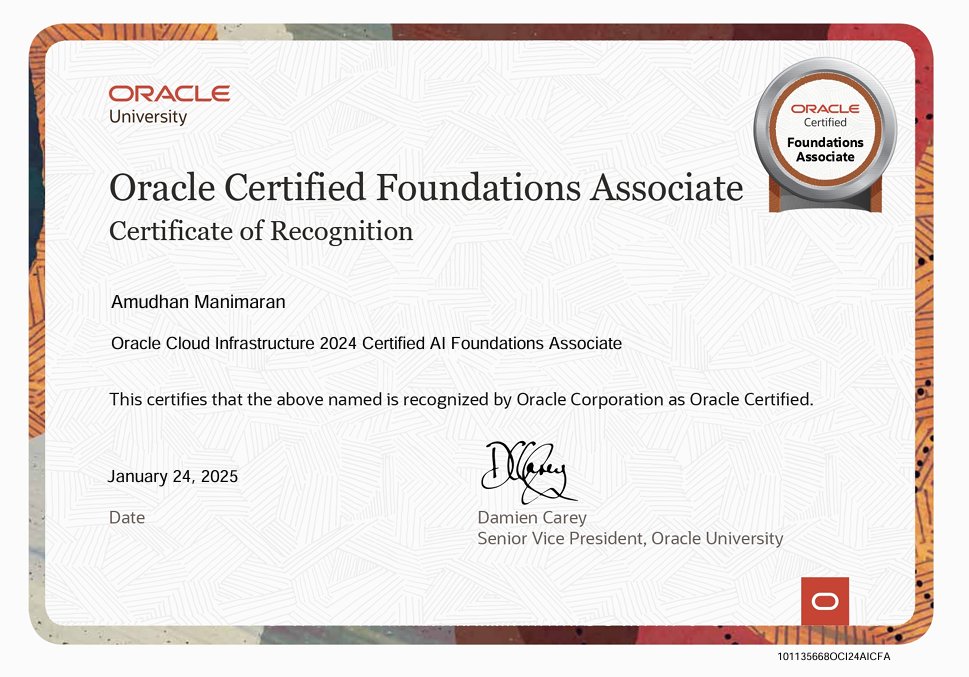 ORACLE
University
ORACLE
Certified
Foundations
Associate
Oracle Certified Foundations Associate
Certificate of Recognition
Amudhan Manimaran
Oracle Cloud Infrastructure 2024 Certified AI Foundations Associate
This certifies that the above named is recognized by Oracle Corporation as Oracle Certified.
January 24, 2025
Date
DCarey
Damien Carey
Senior Vice President, Oracle University
101135668OCI24AICFA